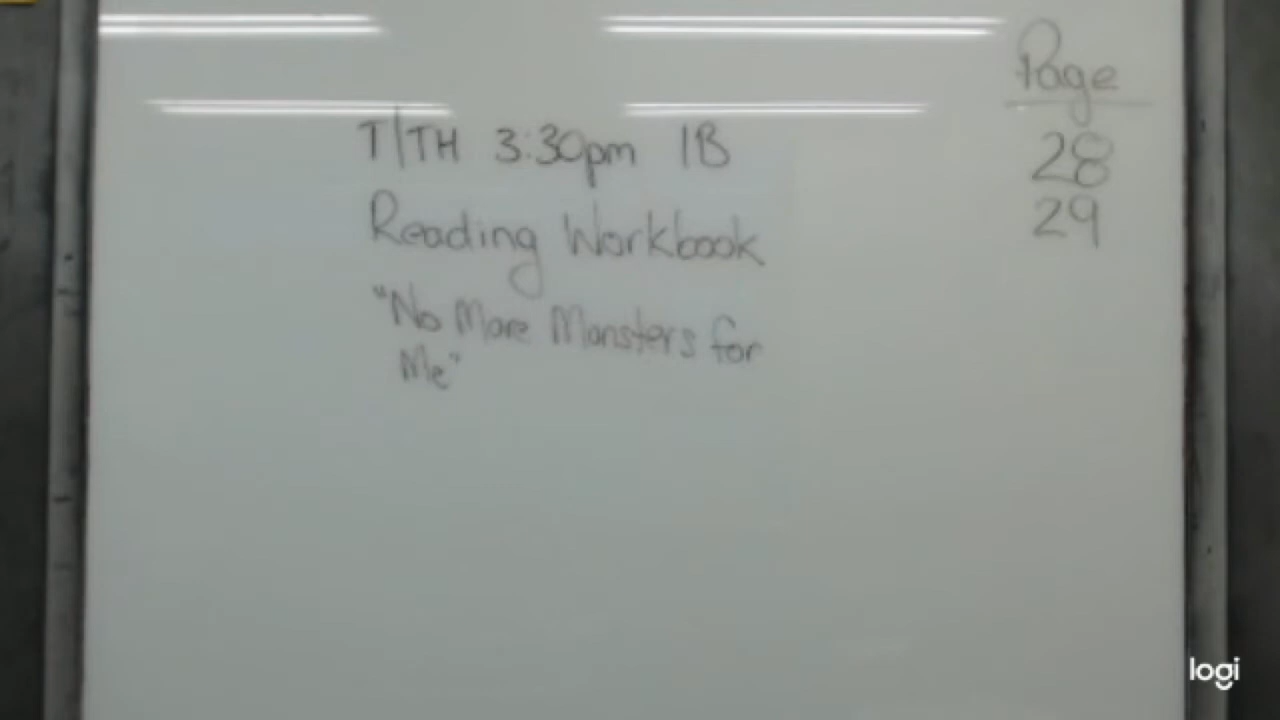 T/TH 3:30pm 1B
Reading Workbook
"No More Monsters for
Me"
Page
28
29
logi